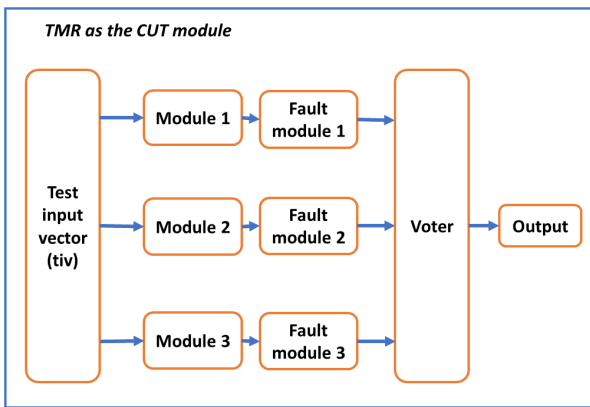 TMR as the CUT module
Test
input
vector
(tiv)
Module 1
Fault
module 1
Module 2
Fault
module 2
Module 3
Fault
module 3
Voter
Output